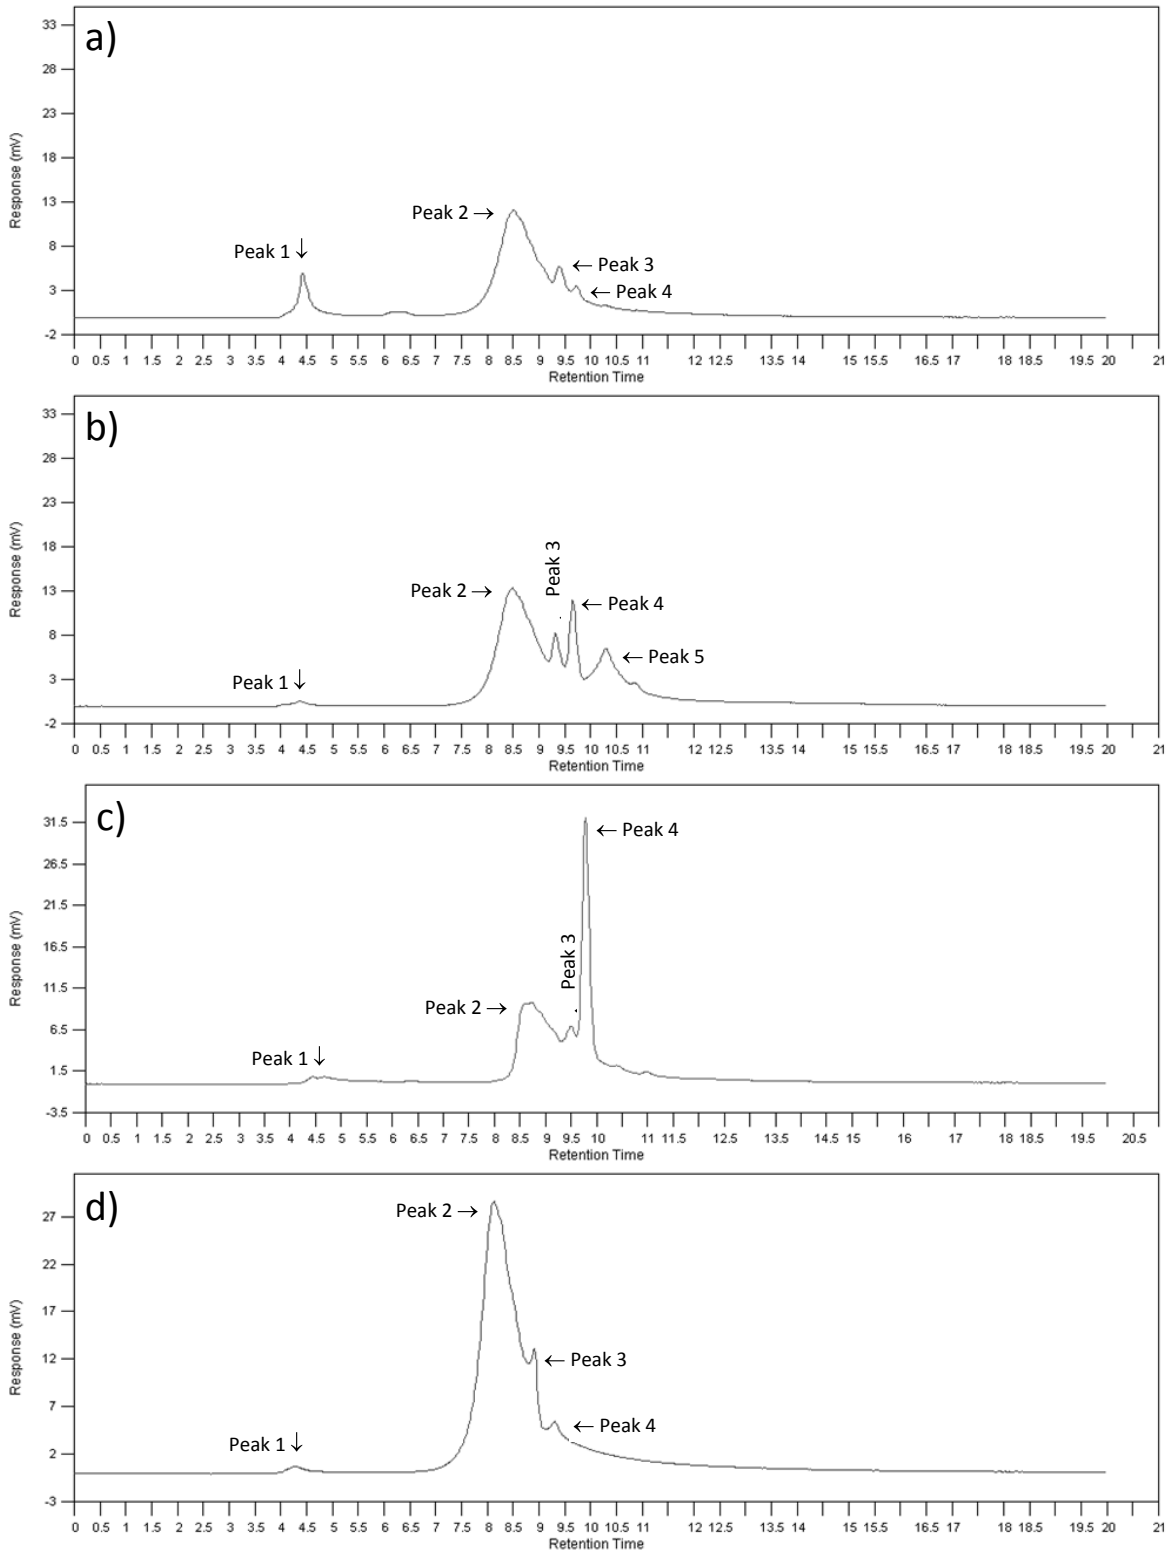 a)
33
28
23
18
13
8
3
-2
Response (mV)
Peak 1 ↓
Peak 2 →
← Peak 3
← Peak 4
0 0.5 1 1.5 2 2.5 3 3.5 4 4.5 5 5.5 6 6.5 7 7.5 8 8.5 9 9.5 10 10.5 11 12 12.5 13.5 14 15 15.5 16.5 17 18 18.5 19.5 20 21
Retention Time
b)
33
28
23
18
13
8
3
-2
Response (mV)
Peak 1 ↓
Peak 2 →
Peak 3
← Peak 4
← Peak 5
0 0.5 1 1.5 2 2.5 3 3.5 4 4.5 5 5.5 6 6.5 7 7.5 8 8.5 9 9.5 10 10.5 11 12 12.5 13.5 14 15 15.5 16.5 17 18 18.5 19.5 20 21
Retention Time
c)
31.5
26.5
21.5
16.5
11.5
6.5
1.5
-3.5
Response (mV)
Peak 1 ↓
Peak 2 →
Peak 3
← Peak 4
0 0.5 1 1.5 2 2.5 3 3.5 4 4.5 5 5.5 6 6.5 7 7.5 8 8.5 9 9.5 10 11 11.5 12.5 13.5 14.5 15 16 17 18 18.5 19.5 20.5
Retention Time
d)
27
22
17
12
7
2
-3
Response (mV)
Peak 1 ↓
Peak 2 →
← Peak 3
← Peak 4
0 0.5 1 1.5 2 2.5 3 3.5 4 4.5 5 5.5 6 6.5 7 7.5 8 8.5 9 9.5 10 10.5 11 12 12.5 13.5 14 15 15.5 16.5 17 18 18.5 19.5 20 21
Retention Time